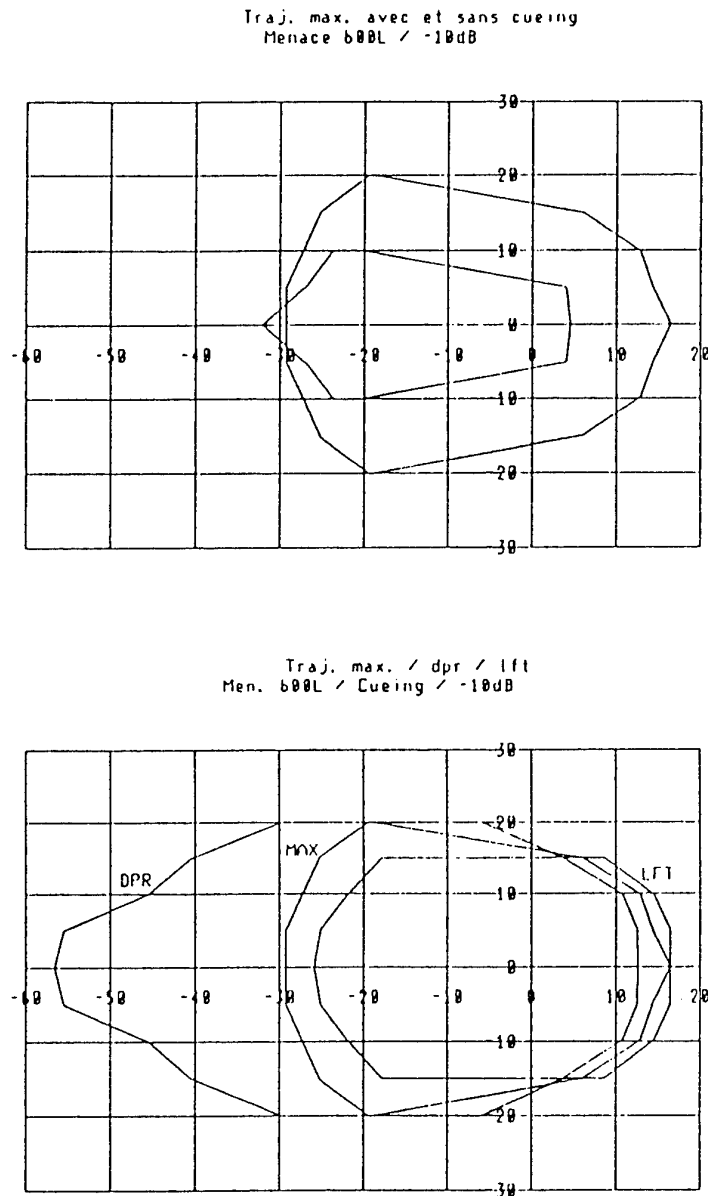 Traj. max. avec et sans cueing
Menace 600L / -10dB
30
20
10
0
-60 -50 -40 -30 -20 -10 0 10 20
-10
-20
-30
Traj. max. / dpr / lft
Men. 600L / Cueing / -10dB
30
20
MAX
DPR
LFT
10
0
-60 -50 -40 -30 -20 -10 0 10 20
-10
-20
-30